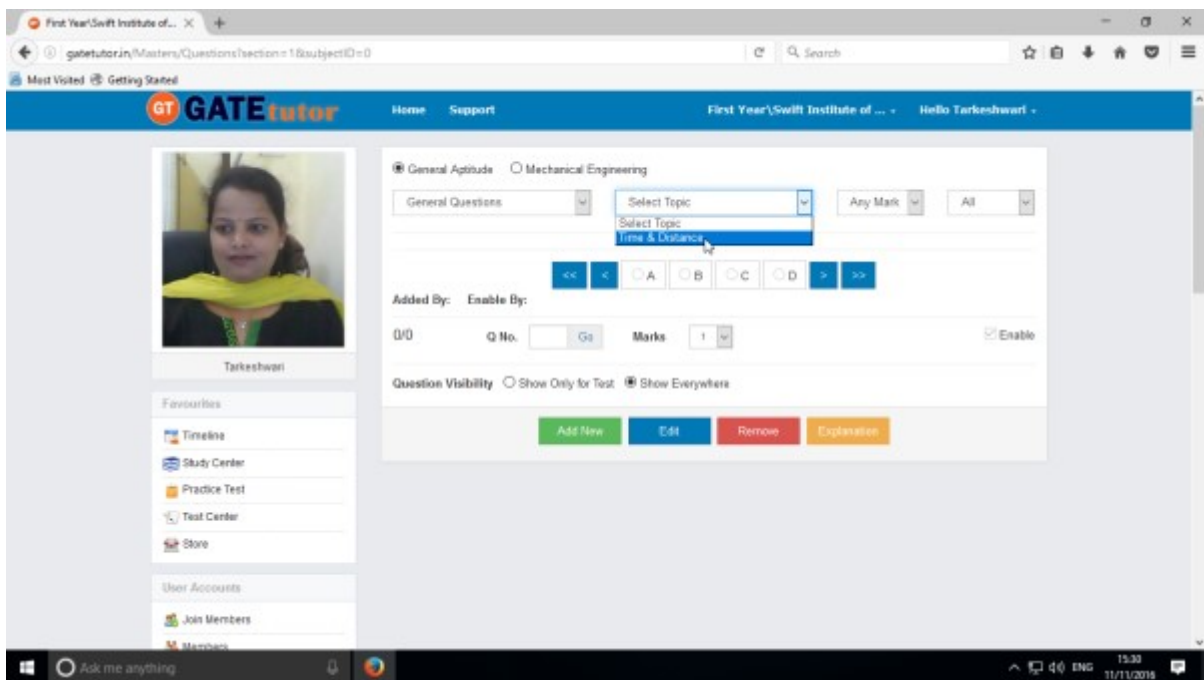 First Year\Swift Institute of...
gatetutor.in/Masters/Questions?section=1&subjectID=0
Search
Most Visited Getting Started
GT GATEtutor Home Support First Year\Swift Institute of ... Hello Tarkeshwari
General Aptitude Mechanical Engineering
General Questions Select Topic Any Mark All
Select Topic
Time & Distance
<< < A B C D > >>
Added By: Enable By:
0/0 Q No. Go Marks 1 Enable
Tarkeshwari
Question Visibility Show Only for Test Show Everywhere
Favourites
Add New Edit Remove Explanation
Timeline
Study Center
Practice Test
Test Center
Store
User Accounts
Join Members
Members
Ask me anything ENG 15:30
11/11/2016